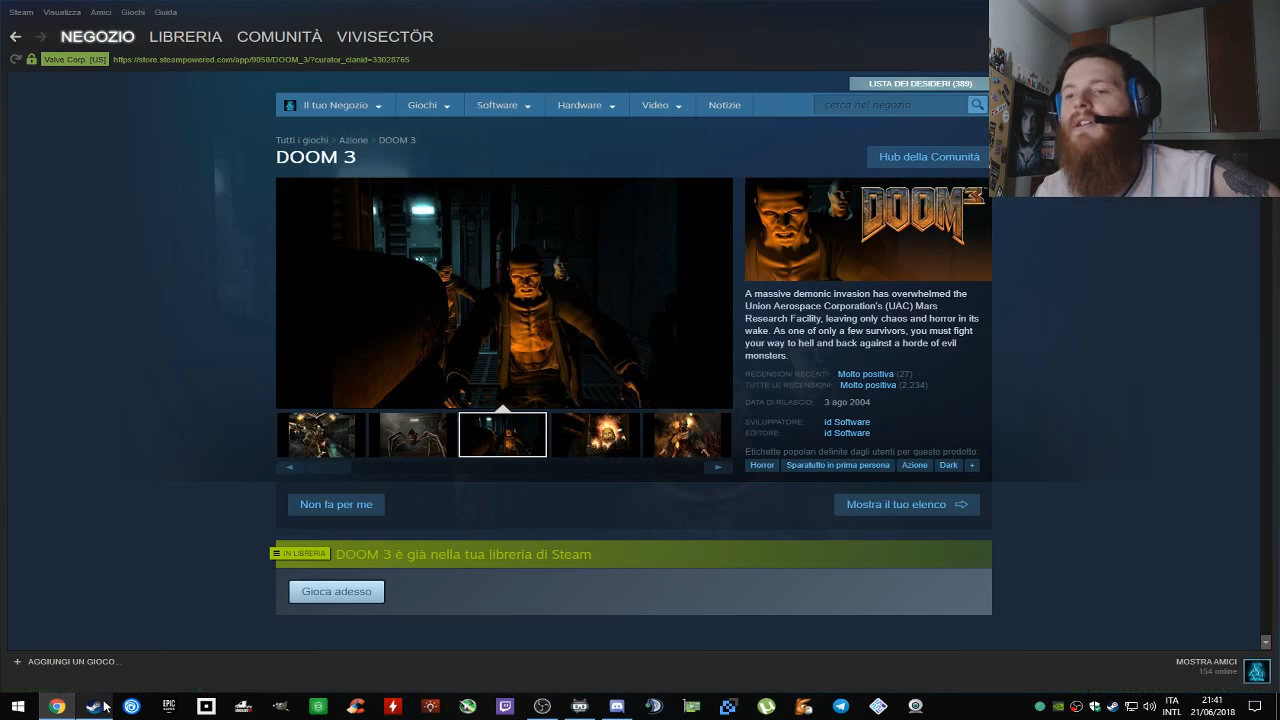 Steam Visualizza Amici Giochi Guida
NEGOZIO LIBRERIA COMUNITÀ VIVISECTÖR
Valve Corp. [US] https://store.steampowered.com/app/9050/DOOM_3/?curator_clanid=33028765
LISTA DEI DESIDERI (389)
Il tuo Negozio Giochi Software Hardware Video Notizie cerca nel negozio
Tutti i giochi > Azione > DOOM 3
DOOM 3
Hub della Comunità
DOOM 3
A massive demonic invasion has overwhelmed the
Union Aerospace Corporation's (UAC) Mars
Research Facility, leaving only chaos and horror in its
wake. As one of only a few survivors, you must fight
your way to hell and back against a horde of evil
monsters.
RECENSIONI RECENTI: Molto positiva (27)
TUTTE LE RECENSIONI: Molto positiva (2,234)
DATA DI RILASCIO: 3 ago 2004
SVILUPPATORE: id Software
EDITORE: id Software
Etichette popolari definite dagli utenti per questo prodotto:
Horror Sparatutto in prima persona Azione Dark +
Non fa per me
Mostra il tuo elenco
IN LIBRERIA DOOM 3 è già nella tua libreria di Steam
Gioca adesso
+ AGGIUNGI UN GIOCO...
MOSTRA AMICI
154 online
EPIC GAMES
ITA
INTL
21:41
21/06/2018